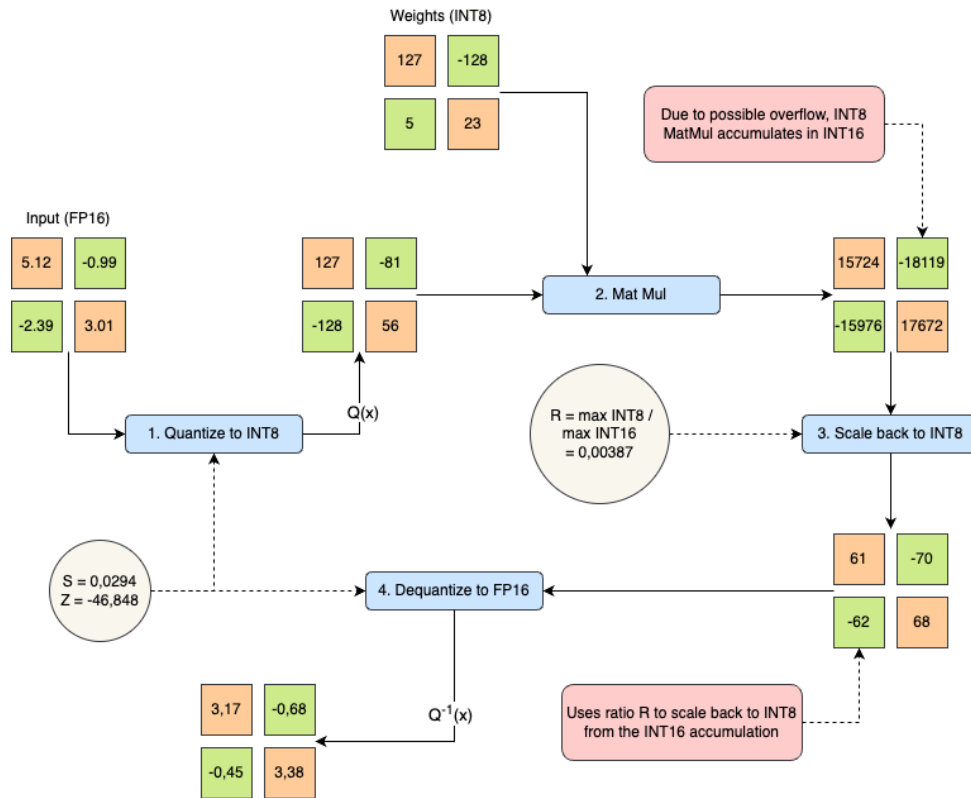 Weights (INT8)
127 -128
5 23
Due to possible overflow, INT8
MatMul accumulates in INT16
Input (FP16)
5.12 -0.99
-2.39 3.01
127 -81
-128 56
2. Mat Mul
15724 -18119
-15976 17672
Q(x)
1. Quantize to INT8
R = max INT8 /
max INT16
= 0,00387
3. Scale back to INT8
S = 0,0294
Z = -46,848
4. Dequantize to FP16
61 -70
-62 68
Q⁻¹(x)
3,17 -0,68
-0,45 3,38
Uses ratio R to scale back to INT8
from the INT16 accumulation